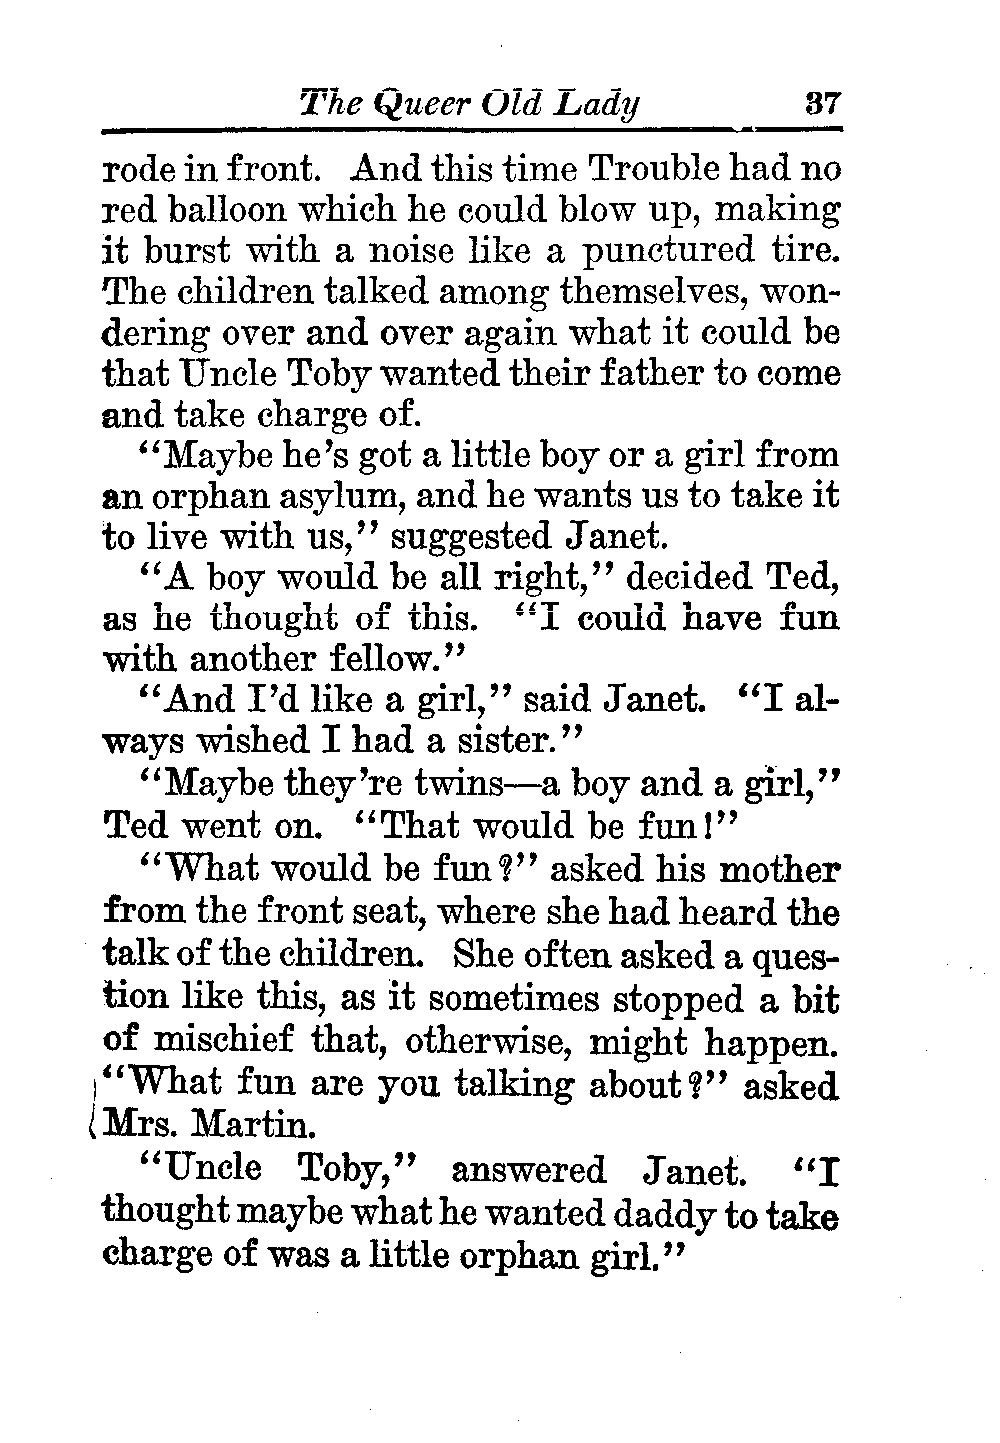 The Queer Old Lady 37
rode in front. And this time Trouble had no
red balloon which he could blow up, making
it burst with a noise like a punctured tire.
The children talked among themselves, won-
dering over and over again what it could be
that Uncle Toby wanted their father to come
and take charge of.
"Maybe he's got a little boy or a girl from
an orphan asylum, and he wants us to take it
to live with us," suggested Janet.
"A boy would be all right," decided Ted,
as he thought of this. "I could have fun
with another fellow."
"And I'd like a girl," said Janet. "I al-
ways wished I had a sister."
"Maybe they're twins—a boy and a girl,"
Ted went on. "That would be fun!"
"What would be fun?" asked his mother
from the front seat, where she had heard the
talk of the children. She often asked a ques-
tion like this, as it sometimes stopped a bit
of mischief that, otherwise, might happen.
"What fun are you talking about?" asked
Mrs. Martin.
"Uncle Toby," answered Janet. "I
thought maybe what he wanted daddy to take
charge of was a little orphan girl."